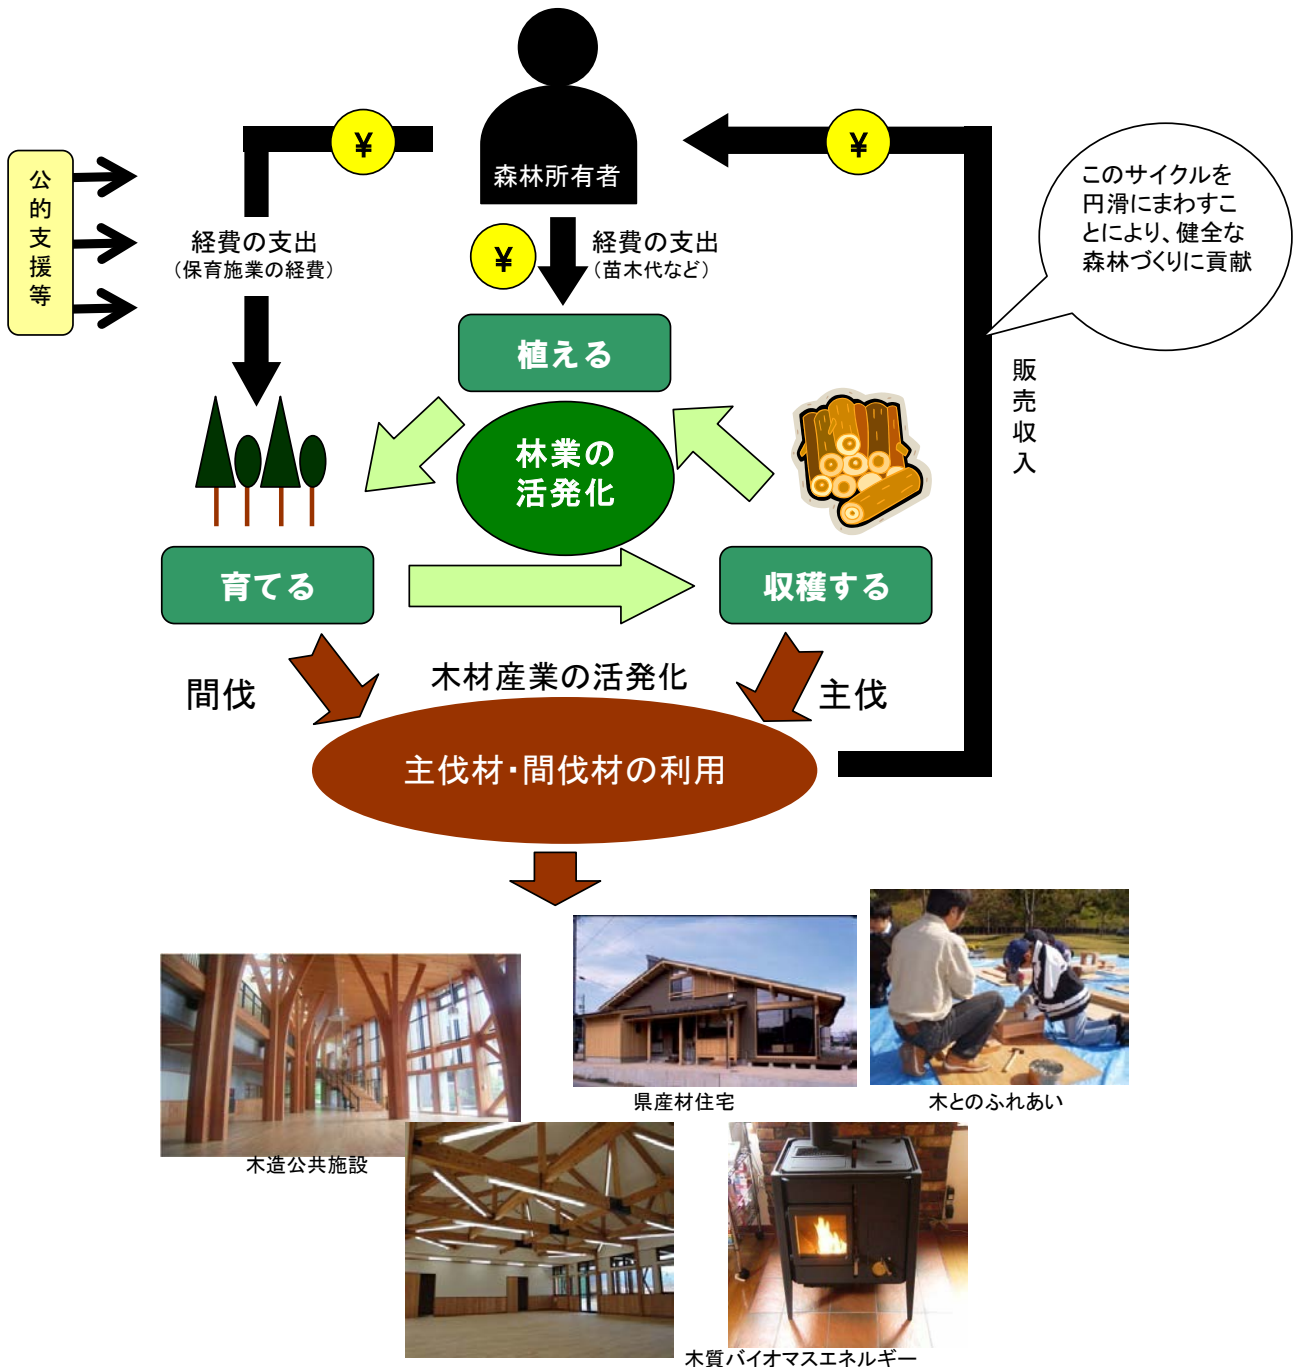 森林所有者
¥
¥
¥
公的支援等
経費の支出
（保育施業の経費）
経費の支出
（苗木代など）
このサイクルを
円滑にまわすこ
とにより、健全な
森林づくりに貢献
販売収入
植える
林業の
活発化
育てる
収穫する
間伐
木材産業の活発化
主伐
主伐材・間伐材の利用
県産材住宅
木とのふれあい
木造公共施設
木質バイオマスエネルギー